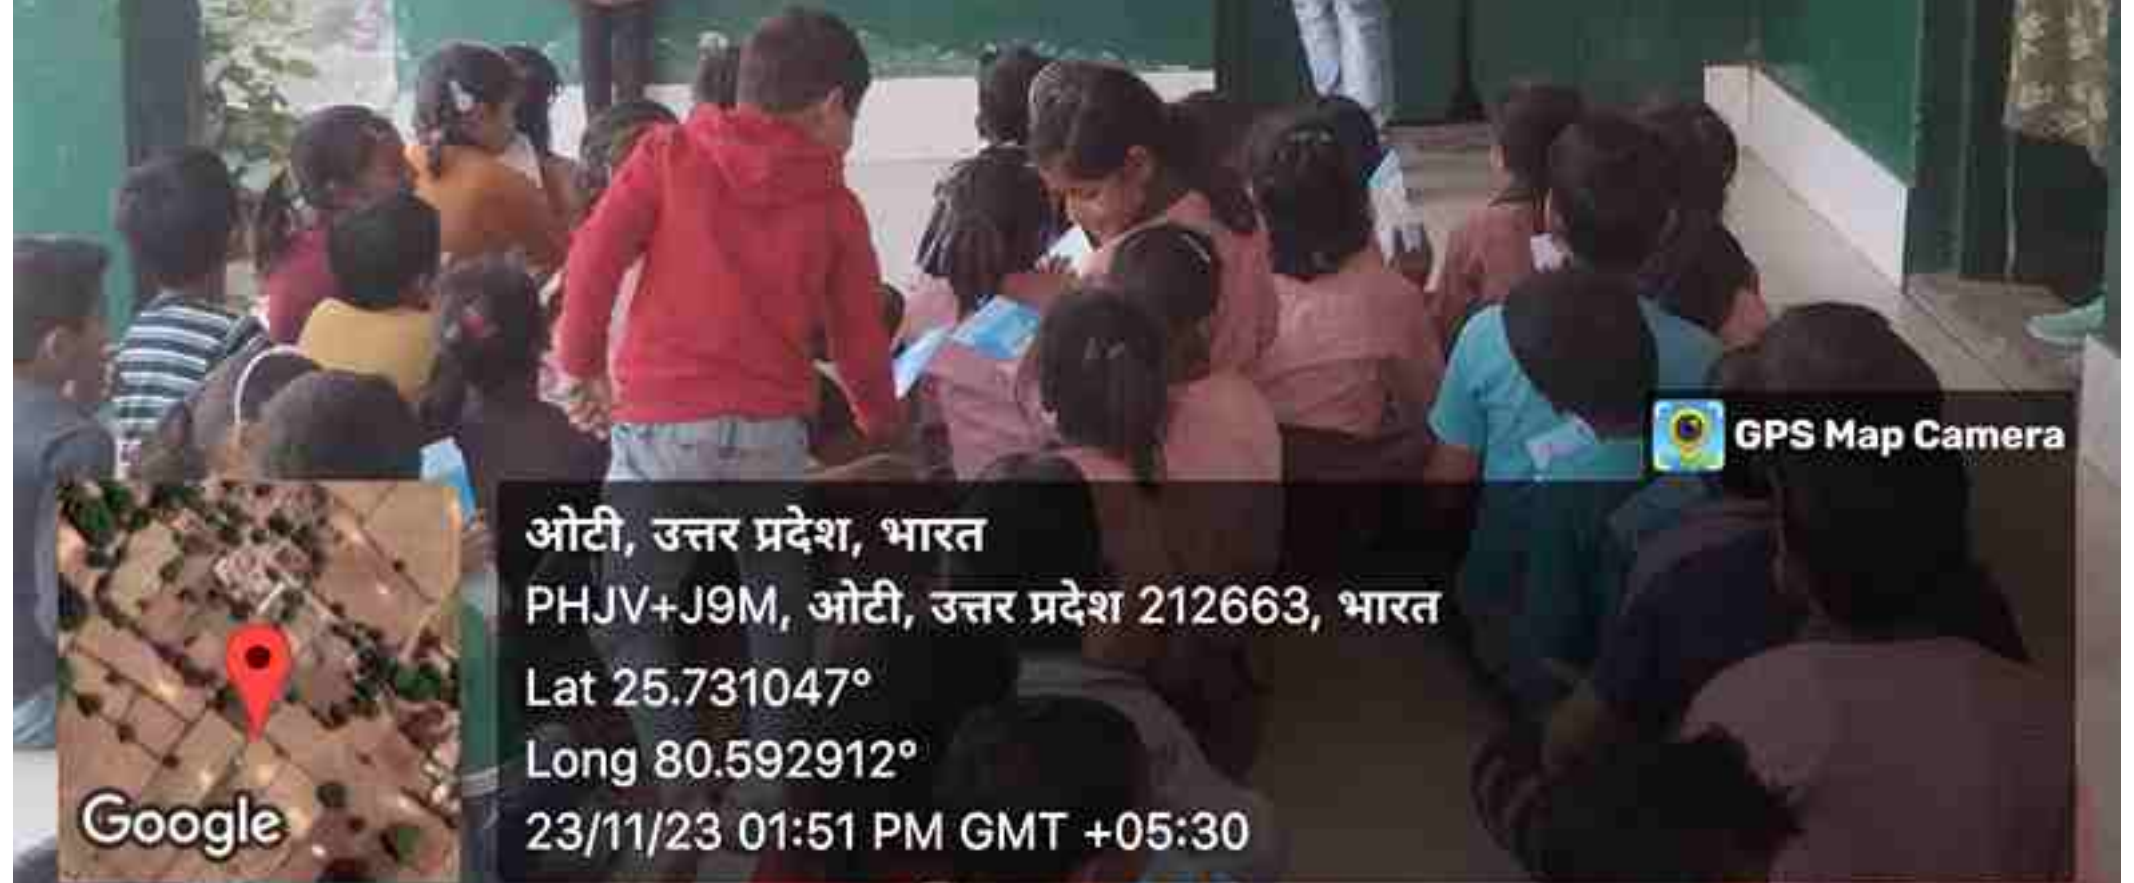 GPS Map Camera
ओटी, उत्तर प्रदेश, भारत
PHJV+J9M, ओटी, उत्तर प्रदेश 212663, भारत
Lat 25.731047°
Long 80.592912°
23/11/23 01:51 PM GMT +05:30
Google